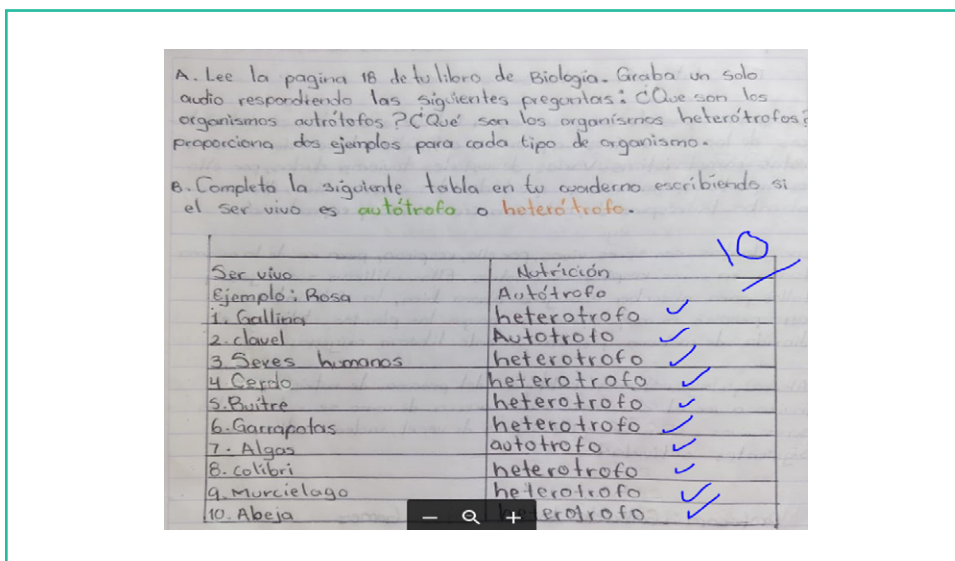 A. Lee la pagina 18 de tu libro de Biología. Graba un solo
audio respondiendo las siguientes preguntas: ¿Que son los
organismos autrótofos? ¿Qué son los organismos heterótrofos?
proporciona dos ejemplos para cada tipo de organismo.
B. Completa la siguiente tabla en tu cuaderno escribiendo si
el ser vivo es autótrofo o heterótrofo.
10
Ser vivo Nutrición
Ejemplo: Rosa Autótrofo
1. Gallina heterotrofo
2. clavel Autotrofo
3. Seres humanos heterotrofo
4 Cerdo heterotrofo
5. Buitre heterotrofo
6. Garrapatas heterotrofo
7. Algas autotrofo
8. colibri heterotrofo
9. Murcielago heterotrofo
10. Abeja heterotrofo